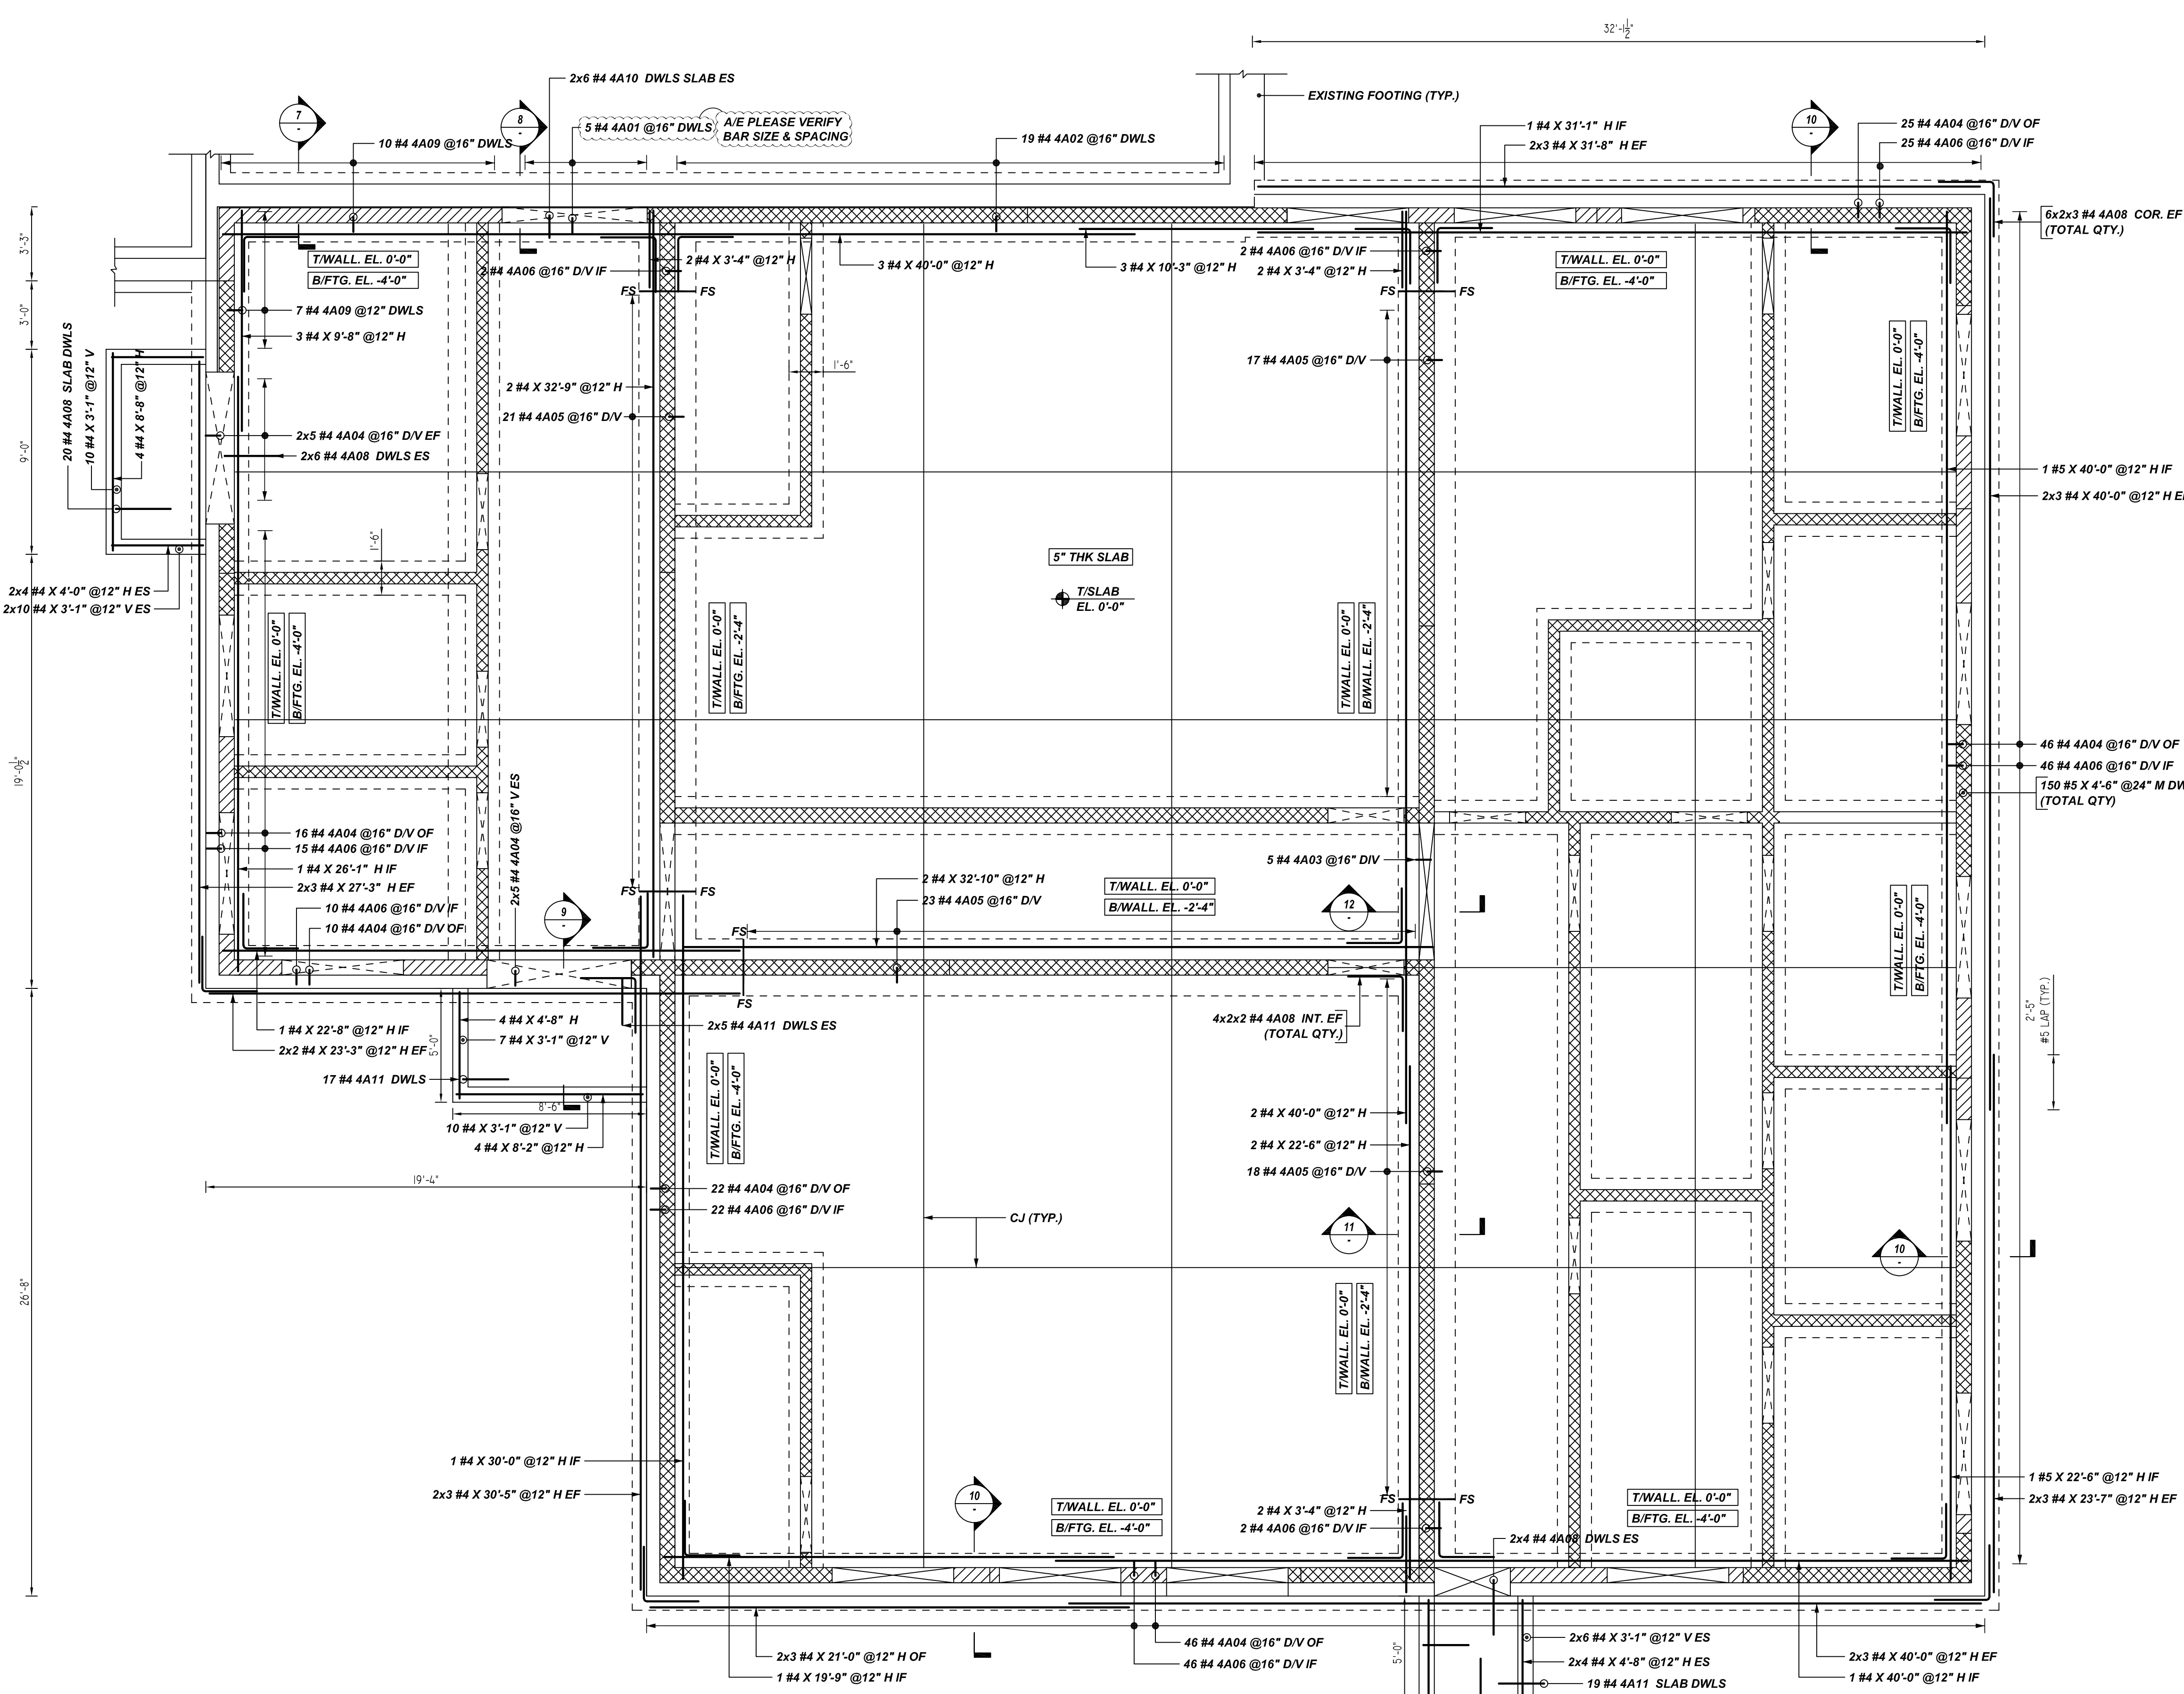 32'-1 1/2"
2x6 #4 4A10 DWLS SLAB ES
EXISTING FOOTING (TYP.)
7
-
8
-
5 #4 4A01 @16" DWLS
A/E PLEASE VERIFY
BAR SIZE & SPACING
10 #4 4A09 @16" DWLS
19 #4 4A02 @16" DWLS
1 #4 X 31'-1" H IF
2x3 #4 X 31'-8" H EF
10
-
25 #4 4A04 @16" D/V OF
25 #4 4A06 @16" D/V IF
6x2x3 #4 4A08 COR. EF
(TOTAL QTY.)
3'-3"
3'-0"
9'-0"
19'-0 1/2"
26'-8"
T/WALL. EL. 0'-0"
B/FTG. EL. -4'-0"
2 #4 4A06 @16" D/V IF
2 #4 X 3'-4" @12" H
3 #4 X 40'-0" @12" H
3 #4 X 10'-3" @12" H
2 #4 4A06 @16" D/V IF
2 #4 X 3'-4" @12" H
T/WALL. EL. 0'-0"
B/FTG. EL. -4'-0"
FS
FS
FS
FS
7 #4 4A09 @12" DWLS
3 #4 X 9'-8" @12" H
20 #4 4A08 SLAB DWLS
10 #4 X 3'-1" @12" V
4 #4 X 8'-8" @12" H
2 #4 X 32'-9" @12" H
21 #4 4A05 @16" D/V
1'-6"
17 #4 4A05 @16" D/V
T/WALL. EL. 0'-0"
B/FTG. EL. -4'-0"
2x5 #4 4A04 @16" D/V EF
2x6 #4 4A08 DWLS ES
1 #5 X 40'-0" @12" H IF
2x3 #4 X 40'-0" @12" H
1'-6"
5" THK SLAB
T/SLAB
EL. 0'-0"
2x4 #4 X 4'-0" @12" H ES
2x10 #4 X 3'-1" @12" V ES
T/WALL. EL. 0'-0"
B/FTG. EL. -4'-0"
T/WALL. EL. 0'-0"
B/FTG. EL. -2'-4"
T/WALL. EL. 0'-0"
B/WALL. EL. -2'-4"
46 #4 4A04 @16" D/V OF
46 #4 4A06 @16" D/V IF
150 #5 X 4'-6" @24" M
(TOTAL QTY)
16 #4 4A04 @16" D/V OF
15 #4 4A06 @16" D/V IF
1 #4 X 26'-1" H IF
2x3 #4 X 27'-3" H EF
10 #4 4A06 @16" D/V IF
10 #4 4A04 @16" D/V OF
2x5 #4 4A04 @16" V ES
9
-
FS
FS
2 #4 X 32'-10" @12" H
23 #4 4A05 @16" D/V
FS
FS
T/WALL. EL. 0'-0"
B/WALL. EL. -2'-4"
5 #4 4A03 @16" DIV
12
-
T/WALL. EL. 0'-0"
B/FTG. EL. -4'-0"
2'-5"
#5 LAP (TYP.)
1 #4 X 22'-8" @12" H IF
2x2 #4 X 23'-3" @12" H EF
5'-0"
4 #4 X 4'-8" H
7 #4 X 3'-1" @12" V
2x5 #4 4A11 DWLS ES
4x2x2 #4 4A08 INT. EF
(TOTAL QTY.)
17 #4 4A11 DWLS
8'-6"
10 #4 X 3'-1" @12" V
4 #4 X 8'-2" @12" H
T/WALL. EL. 0'-0"
B/FTG. EL. -4'-0"
2 #4 X 40'-0" @12" H
2 #4 X 22'-6" @12" H
18 #4 4A05 @16" D/V
19'-4"
22 #4 4A04 @16" D/V OF
22 #4 4A06 @16" D/V IF
CJ (TYP.)
11
-
10
-
T/WALL. EL. 0'-0"
B/WALL. EL. -2'-4"
1 #4 X 30'-0" @12" H IF
2x3 #4 X 30'-5" @12" H EF
10
-
T/WALL. EL. 0'-0"
B/FTG. EL. -4'-0"
FS
FS
2 #4 X 3'-4" @12" H
2 #4 4A06 @16" D/V IF
2x4 #4 4A08 DWLS ES
T/WALL. EL. 0'-0"
B/FTG. EL. -4'-0"
1 #5 X 22'-6" @12" H IF
2x3 #4 X 23'-7" @12" H EF
46 #4 4A04 @16" D/V OF
46 #4 4A06 @16" D/V IF
2x3 #4 X 21'-0" @12" H OF
1 #4 X 19'-9" @12" H IF
5'-0"
2x6 #4 X 3'-1" @12" V ES
2x4 #4 X 4'-8" @12" H ES
19 #4 4A11 SLAB DWLS
2x3 #4 X 40'-0" @12" H EF
1 #4 X 40'-0" @12" H IF